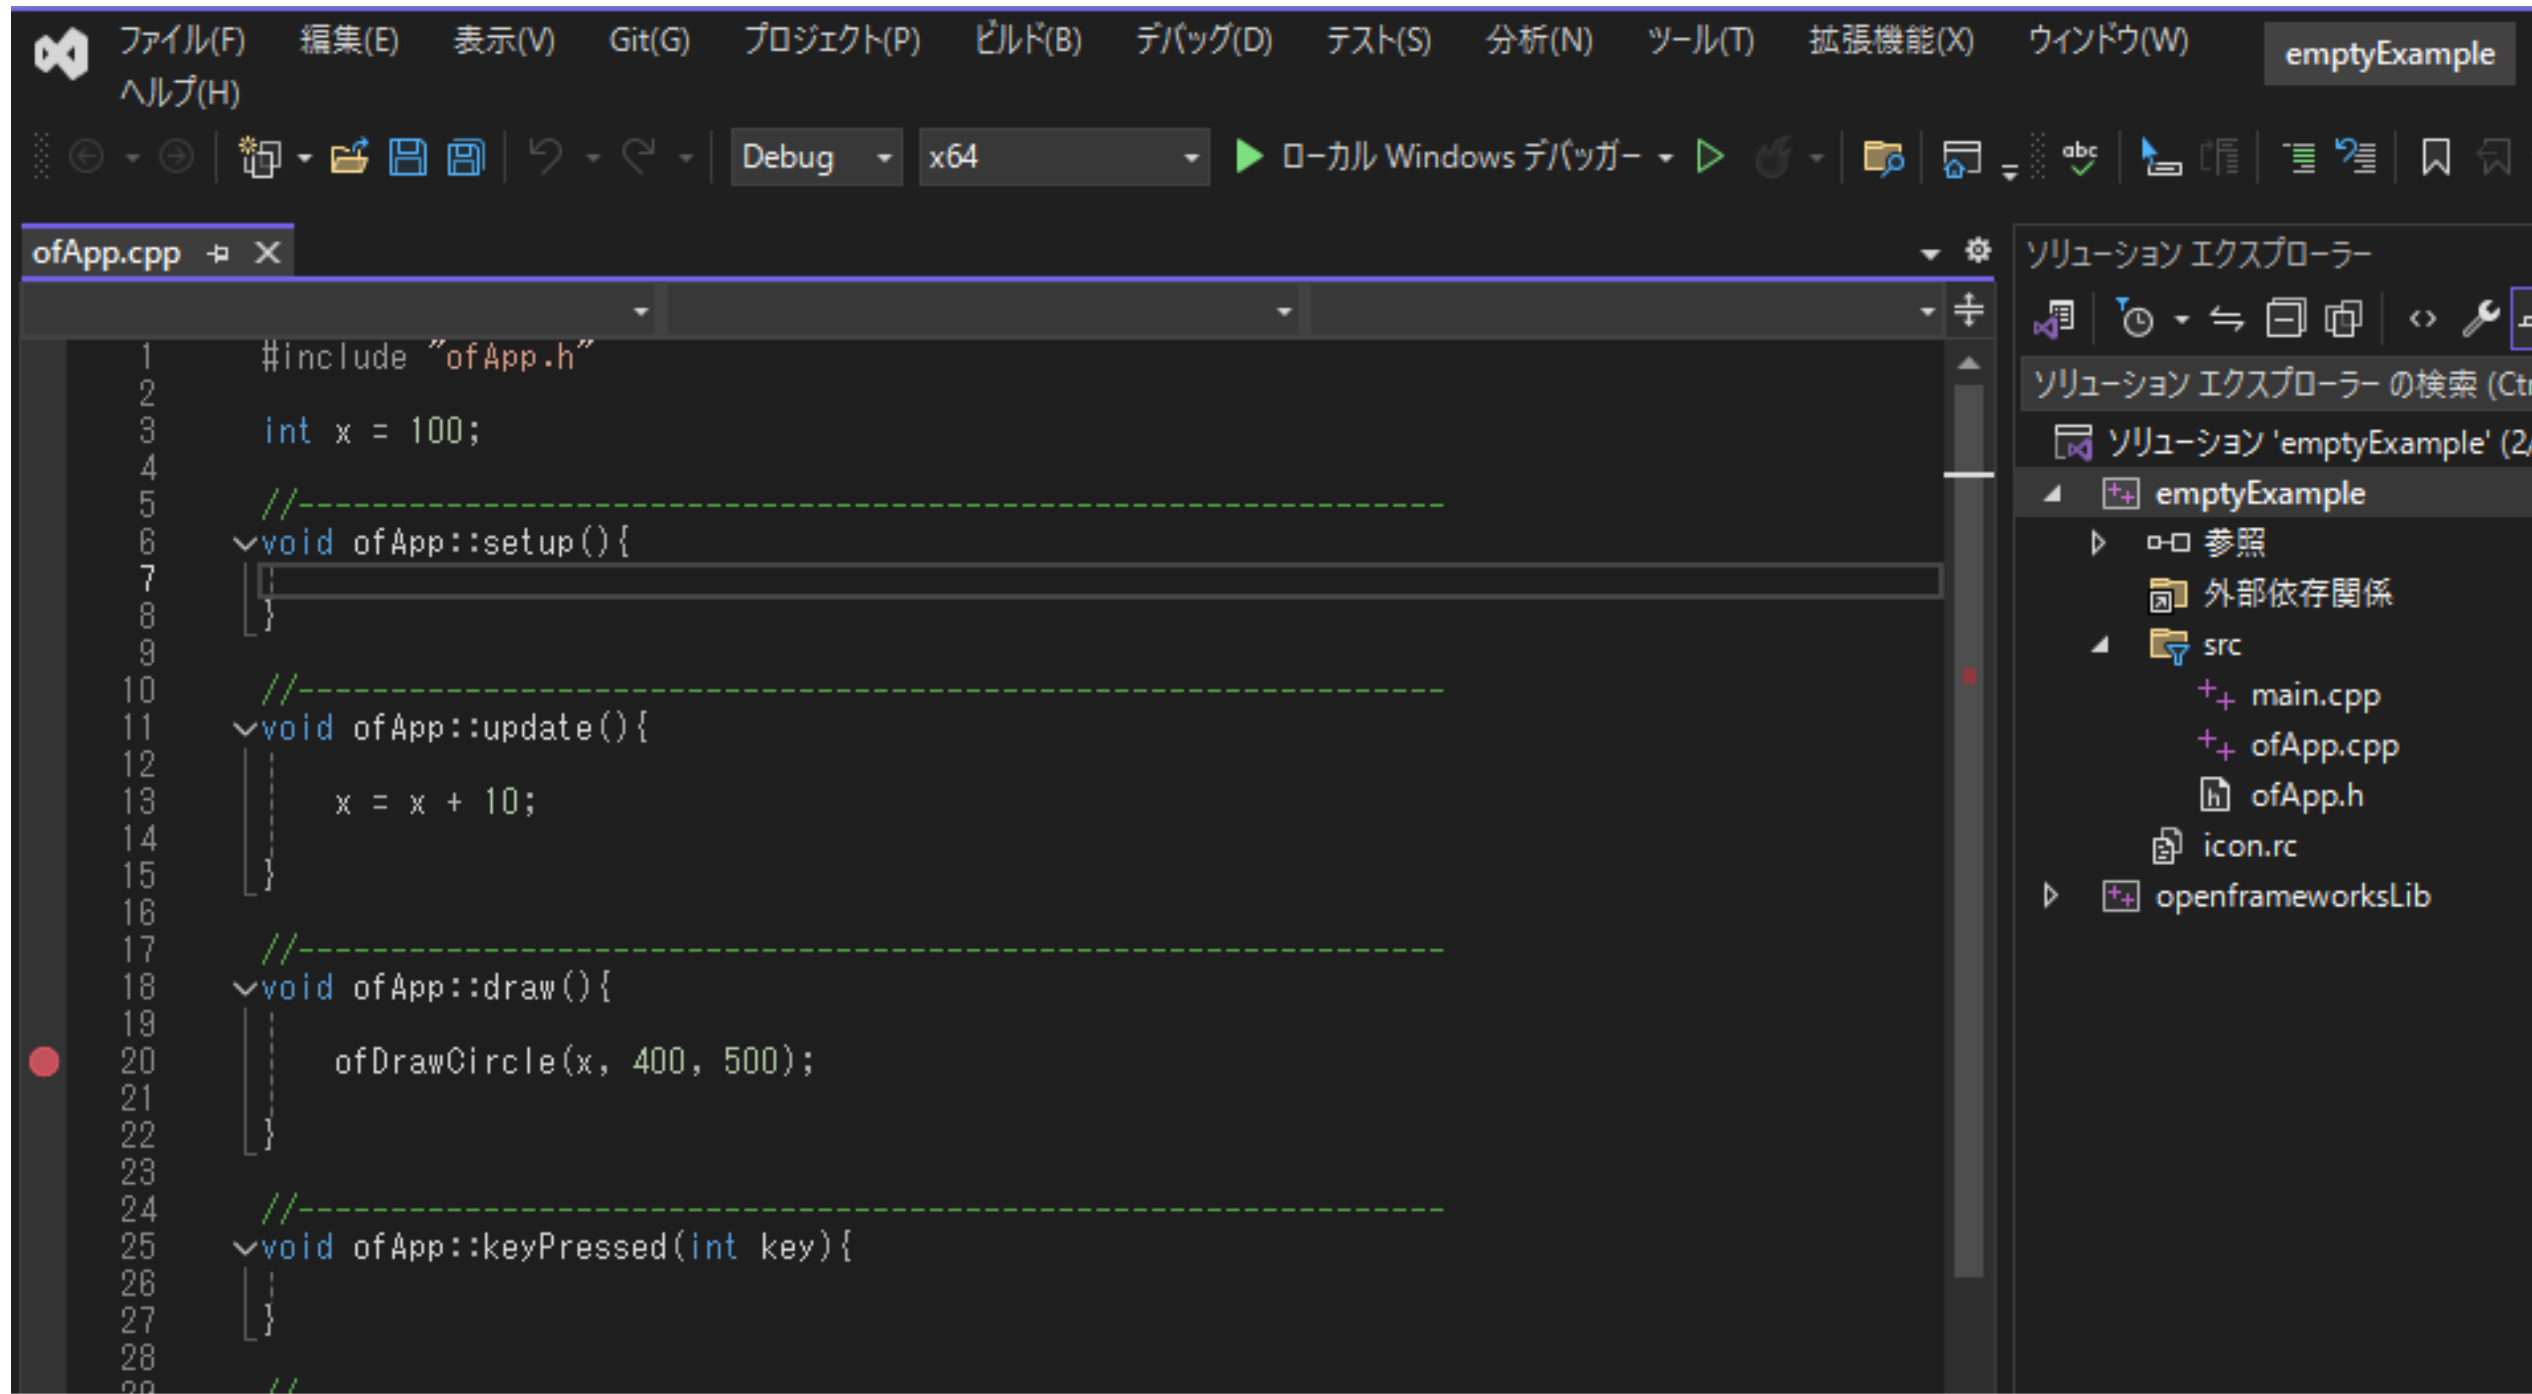 ファイル(F) 編集(E) 表示(V) Git(G) プロジェクト(P) ビルド(B) デバッグ(D) テスト(S) 分析(N) ツール(T) 拡張機能(X) ウィンドウ(W) emptyExample
ヘルプ(H)
Debug x64 ローカル Windows デバッガー abc
ofApp.cpp
1 #include "ofApp.h"
2
3 int x = 100;
4
5 //--------------------------------------------------------------
6 void ofApp::setup(){
7
8 }
9
10 //--------------------------------------------------------------
11 void ofApp::update(){
12
13 x = x + 10;
14
15 }
16
17 //--------------------------------------------------------------
18 void ofApp::draw(){
19
20 ofDrawCircle(x, 400, 500);
21
22 }
23
24 //--------------------------------------------------------------
25 void ofApp::keyPressed(int key){
26
27 }
28
ソリューション エクスプローラー
ソリューション エクスプローラー の検索 (Ctr
ソリューション 'emptyExample' (2/
emptyExample
参照
外部依存関係
src
main.cpp
ofApp.cpp
ofApp.h
icon.rc
openframeworksLib